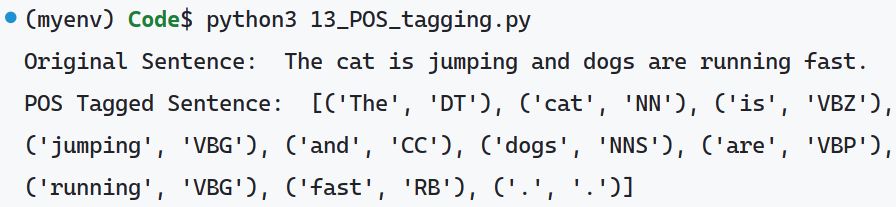 (myenv) Code$ python3 13_POS_tagging.py
Original Sentence:  The cat is jumping and dogs are running fast.
POS Tagged Sentence:  [('The', 'DT'), ('cat', 'NN'), ('is', 'VBZ'),
('jumping', 'VBG'), ('and', 'CC'), ('dogs', 'NNS'), ('are', 'VBP'),
('running', 'VBG'), ('fast', 'RB'), ('.', '.')]